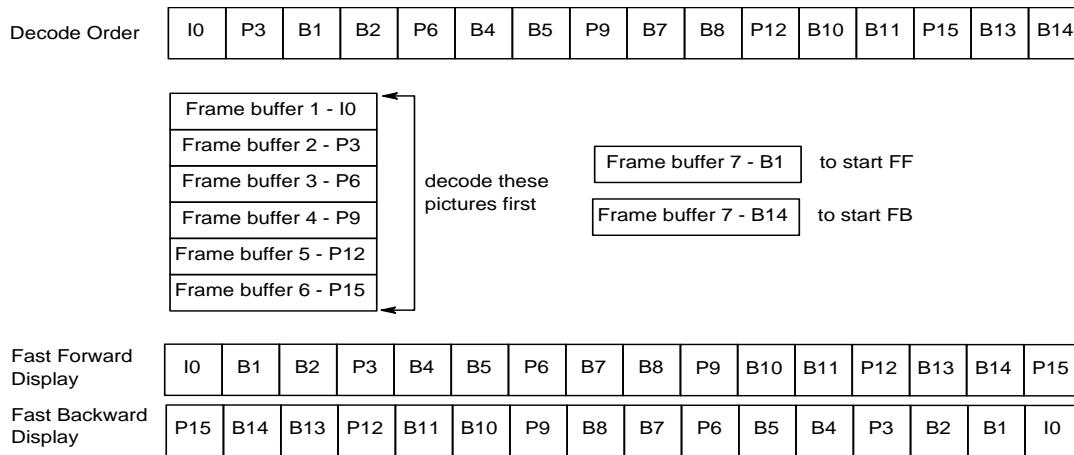 Decode Order I0 P3 B1 B2 P6 B4 B5 P9 B7 B8 P12 B10 B11 P15 B13 B14
Frame buffer 1 - I0
Frame buffer 2 - P3
Frame buffer 3 - P6
Frame buffer 4 - P9
Frame buffer 5 - P12
Frame buffer 6 - P15
decode these
pictures first
Frame buffer 7 - B1 to start FF
Frame buffer 7 - B14 to start FB
Fast Forward
Display
I0 B1 B2 P3 B4 B5 P6 B7 B8 P9 B10 B11 P12 B13 B14 P15
Fast Backward
Display
P15 B14 B13 P12 B11 B10 P9 B8 B7 P6 B5 B4 P3 B2 B1 I0